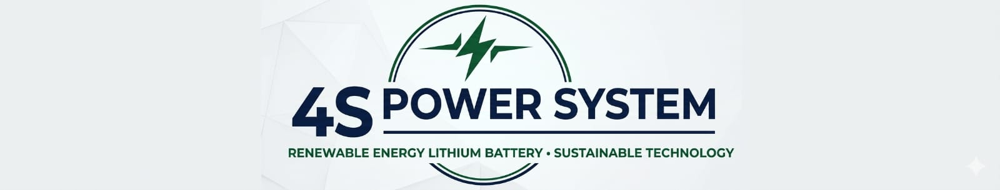 4S POWER SYSTEM
RENEWABLE ENERGY LITHIUM BATTERY • SUSTAINABLE TECHNOLOGY